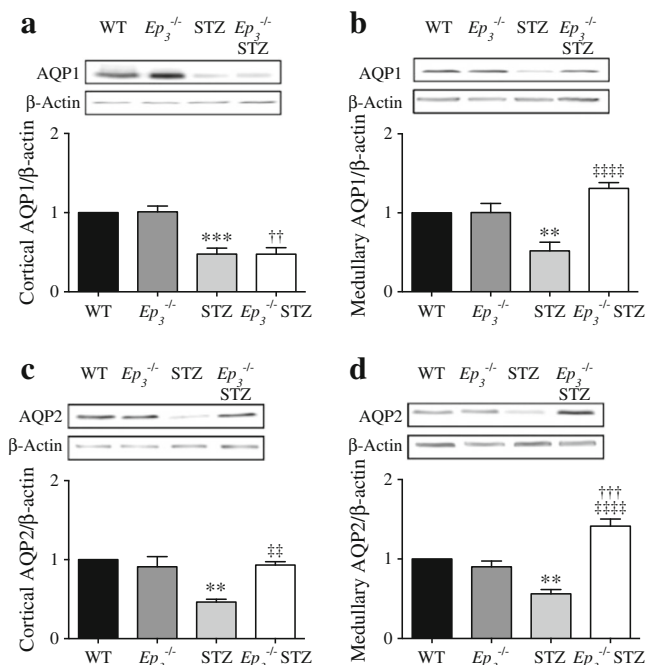 a
WT Ep3-/- STZ Ep3-/- STZ
AQP1
β-Actin
Cortical AQP1/β-actin
2
1
0
***
††
WT Ep3-/- STZ Ep3-/- STZ
b
WT Ep3-/- STZ Ep3-/- STZ
AQP1
β-Actin
Medullary AQP1/β-actin
2
1
0
**
‡‡‡‡
WT Ep3-/- STZ Ep3-/- STZ
c
WT Ep3-/- STZ Ep3-/- STZ
AQP2
β-Actin
Cortical AQP2/β-actin
2
1
0
**
‡‡
WT Ep3-/- STZ Ep3-/- STZ
d
WT Ep3-/- STZ Ep3-/- STZ
AQP2
β-Actin
Medullary AQP2/β-actin
2
1
0
**
†††
‡‡‡‡
WT Ep3-/- STZ Ep3-/- STZ